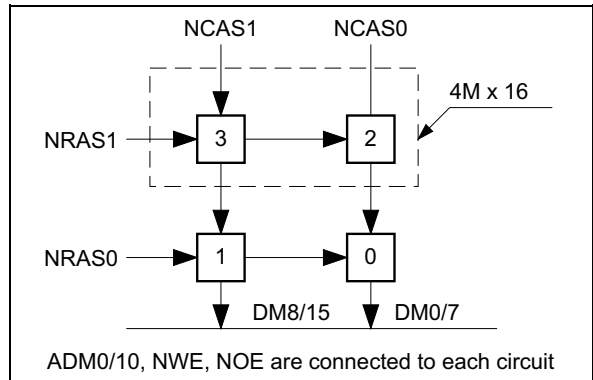 NCAS1 NCAS0
4M x 16
NRAS1 3 2
NRAS0 1 0
DM8/15 DM0/7
ADM0/10, NWE, NOE are connected to each circuit